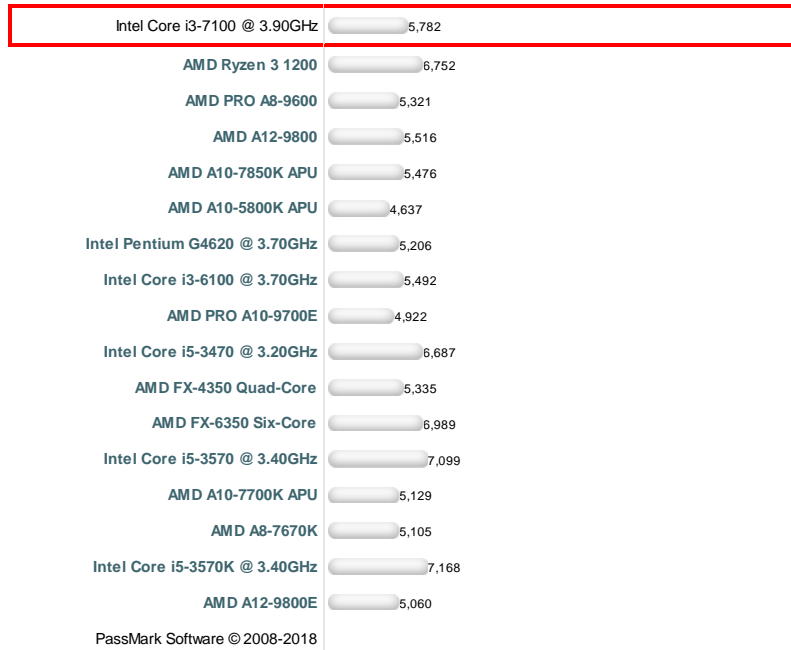 Intel Core i3-7100 @ 3.90GHz 5,782
AMD Ryzen 3 1200 6,752
AMD PRO A8-9600 5,321
AMD A12-9800 5,516
AMD A10-7850K APU 5,476
AMD A10-5800K APU 4,637
Intel Pentium G4620 @ 3.70GHz 5,206
Intel Core i3-6100 @ 3.70GHz 5,492
AMD PRO A10-9700E 4,922
Intel Core i5-3470 @ 3.20GHz 6,687
AMD FX-4350 Quad-Core 5,335
AMD FX-6350 Six-Core 6,989
Intel Core i5-3570 @ 3.40GHz 7,099
AMD A10-7700K APU 5,129
AMD A8-7670K 5,105
Intel Core i5-3570K @ 3.40GHz 7,168
AMD A12-9800E 5,060
PassMark Software © 2008-2018